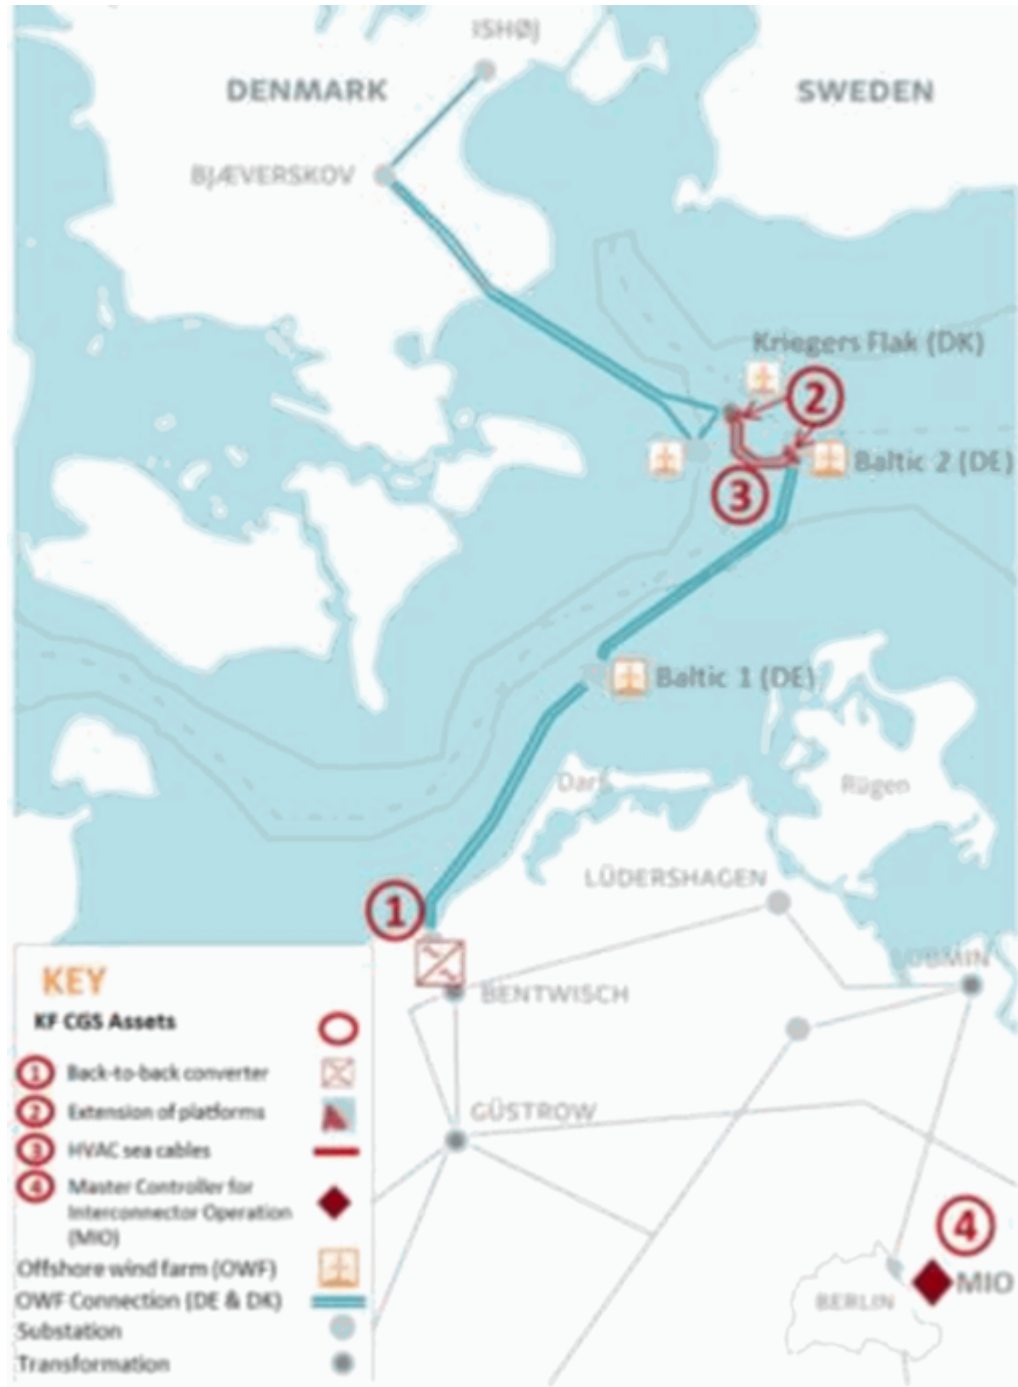 ISHØJ
DENMARK
SWEDEN
BJÆVERSKOV
Kriegers Flak (DK)
2
Baltic 2 (DE)
3
Baltic 1 (DE)
Darß
Rügen
LÜDERSHAGEN
1
LUBMIN
BENTWISCH
GÜSTROW
4
MIO
BERLIN
KEY
KF CGS Assets
1 Back-to-back converter
2 Extension of platforms
3 HVAC sea cables
4 Master Controller for
Interconnector Operation
(MIO)
Offshore wind farm (OWF)
OWF Connection (DE & DK)
Substation
Transformation